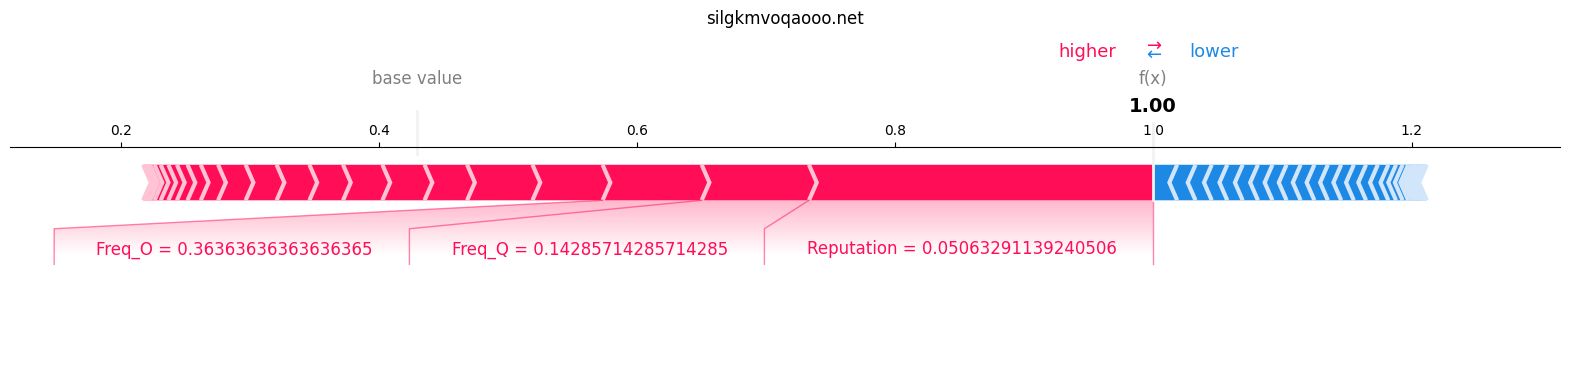 silgkmvoqaooo.net
higher → ← lower
base value f(x)
1.00
0.2 0.4 0.6 0.8 1.0 1.2
Freq_O = 0.36363636363636365 Freq_Q = 0.14285714285714285 Reputation = 0.05063291139240506